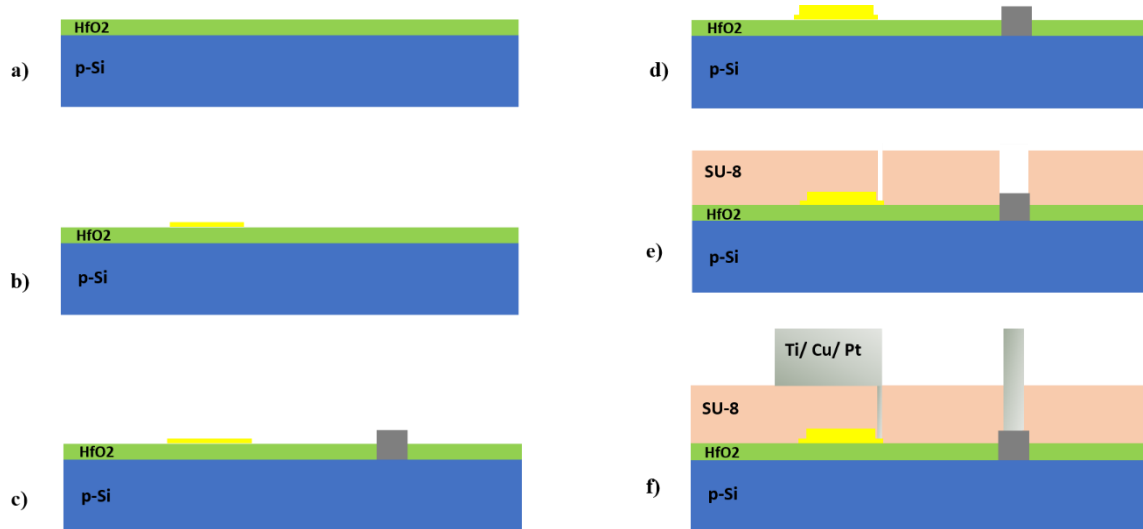 HfO2
a)
p-Si
HfO2
b)
p-Si
HfO2
c)
p-Si
HfO2
d)
p-Si
SU-8
HfO2
e)
p-Si
Ti/ Cu/ Pt
SU-8
HfO2
f)
p-Si